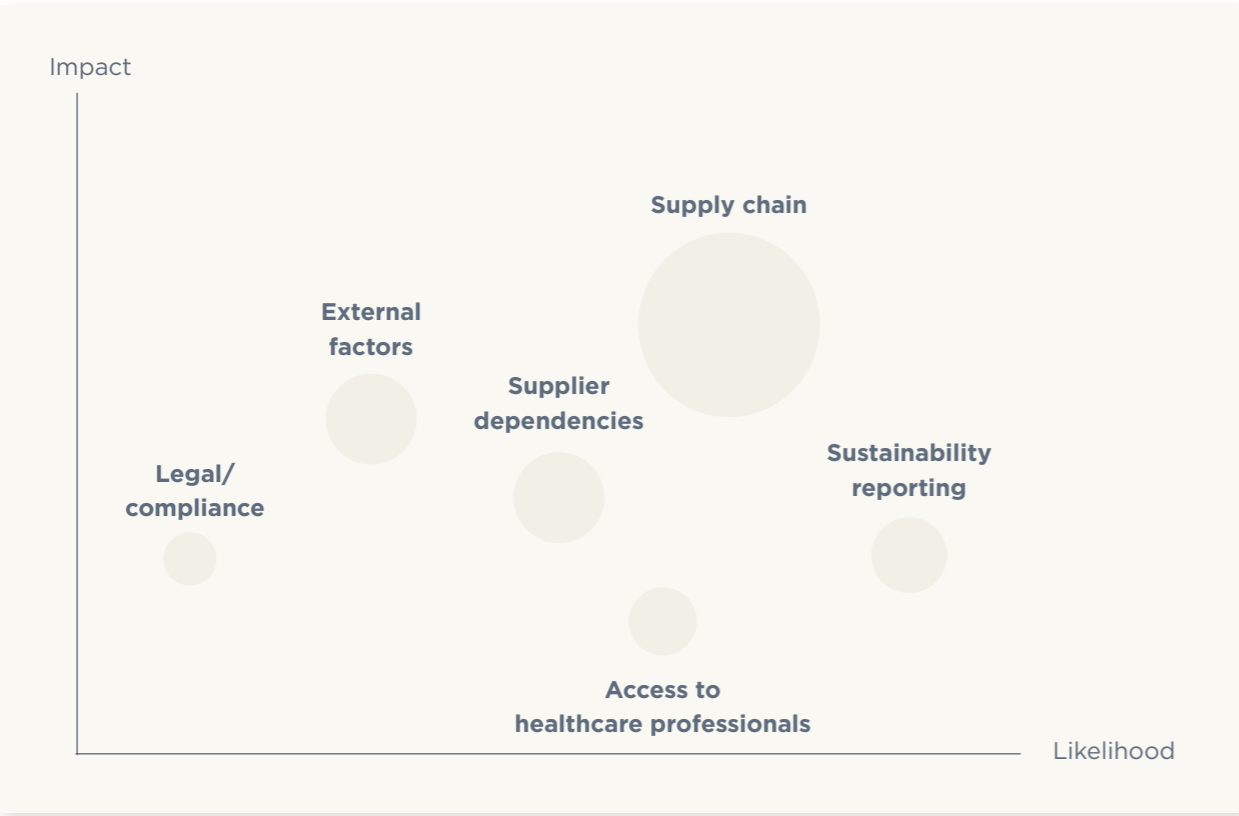 Impact
Supply chain
External
factors
Supplier
dependencies
Sustainability
reporting
Legal/
compliance
Access to
healthcare professionals
Likelihood